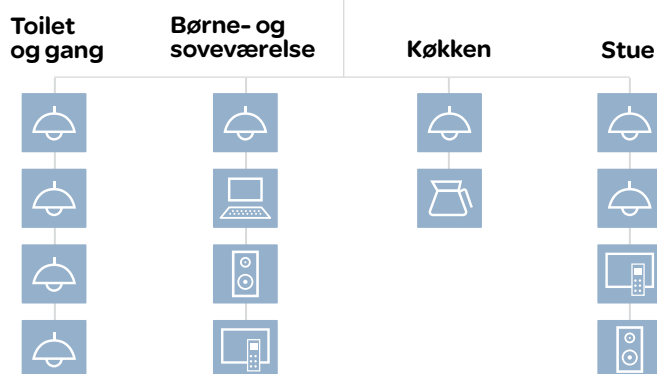 Toilet
og gang
Børne- og
soveværelse
Køkken
Stue